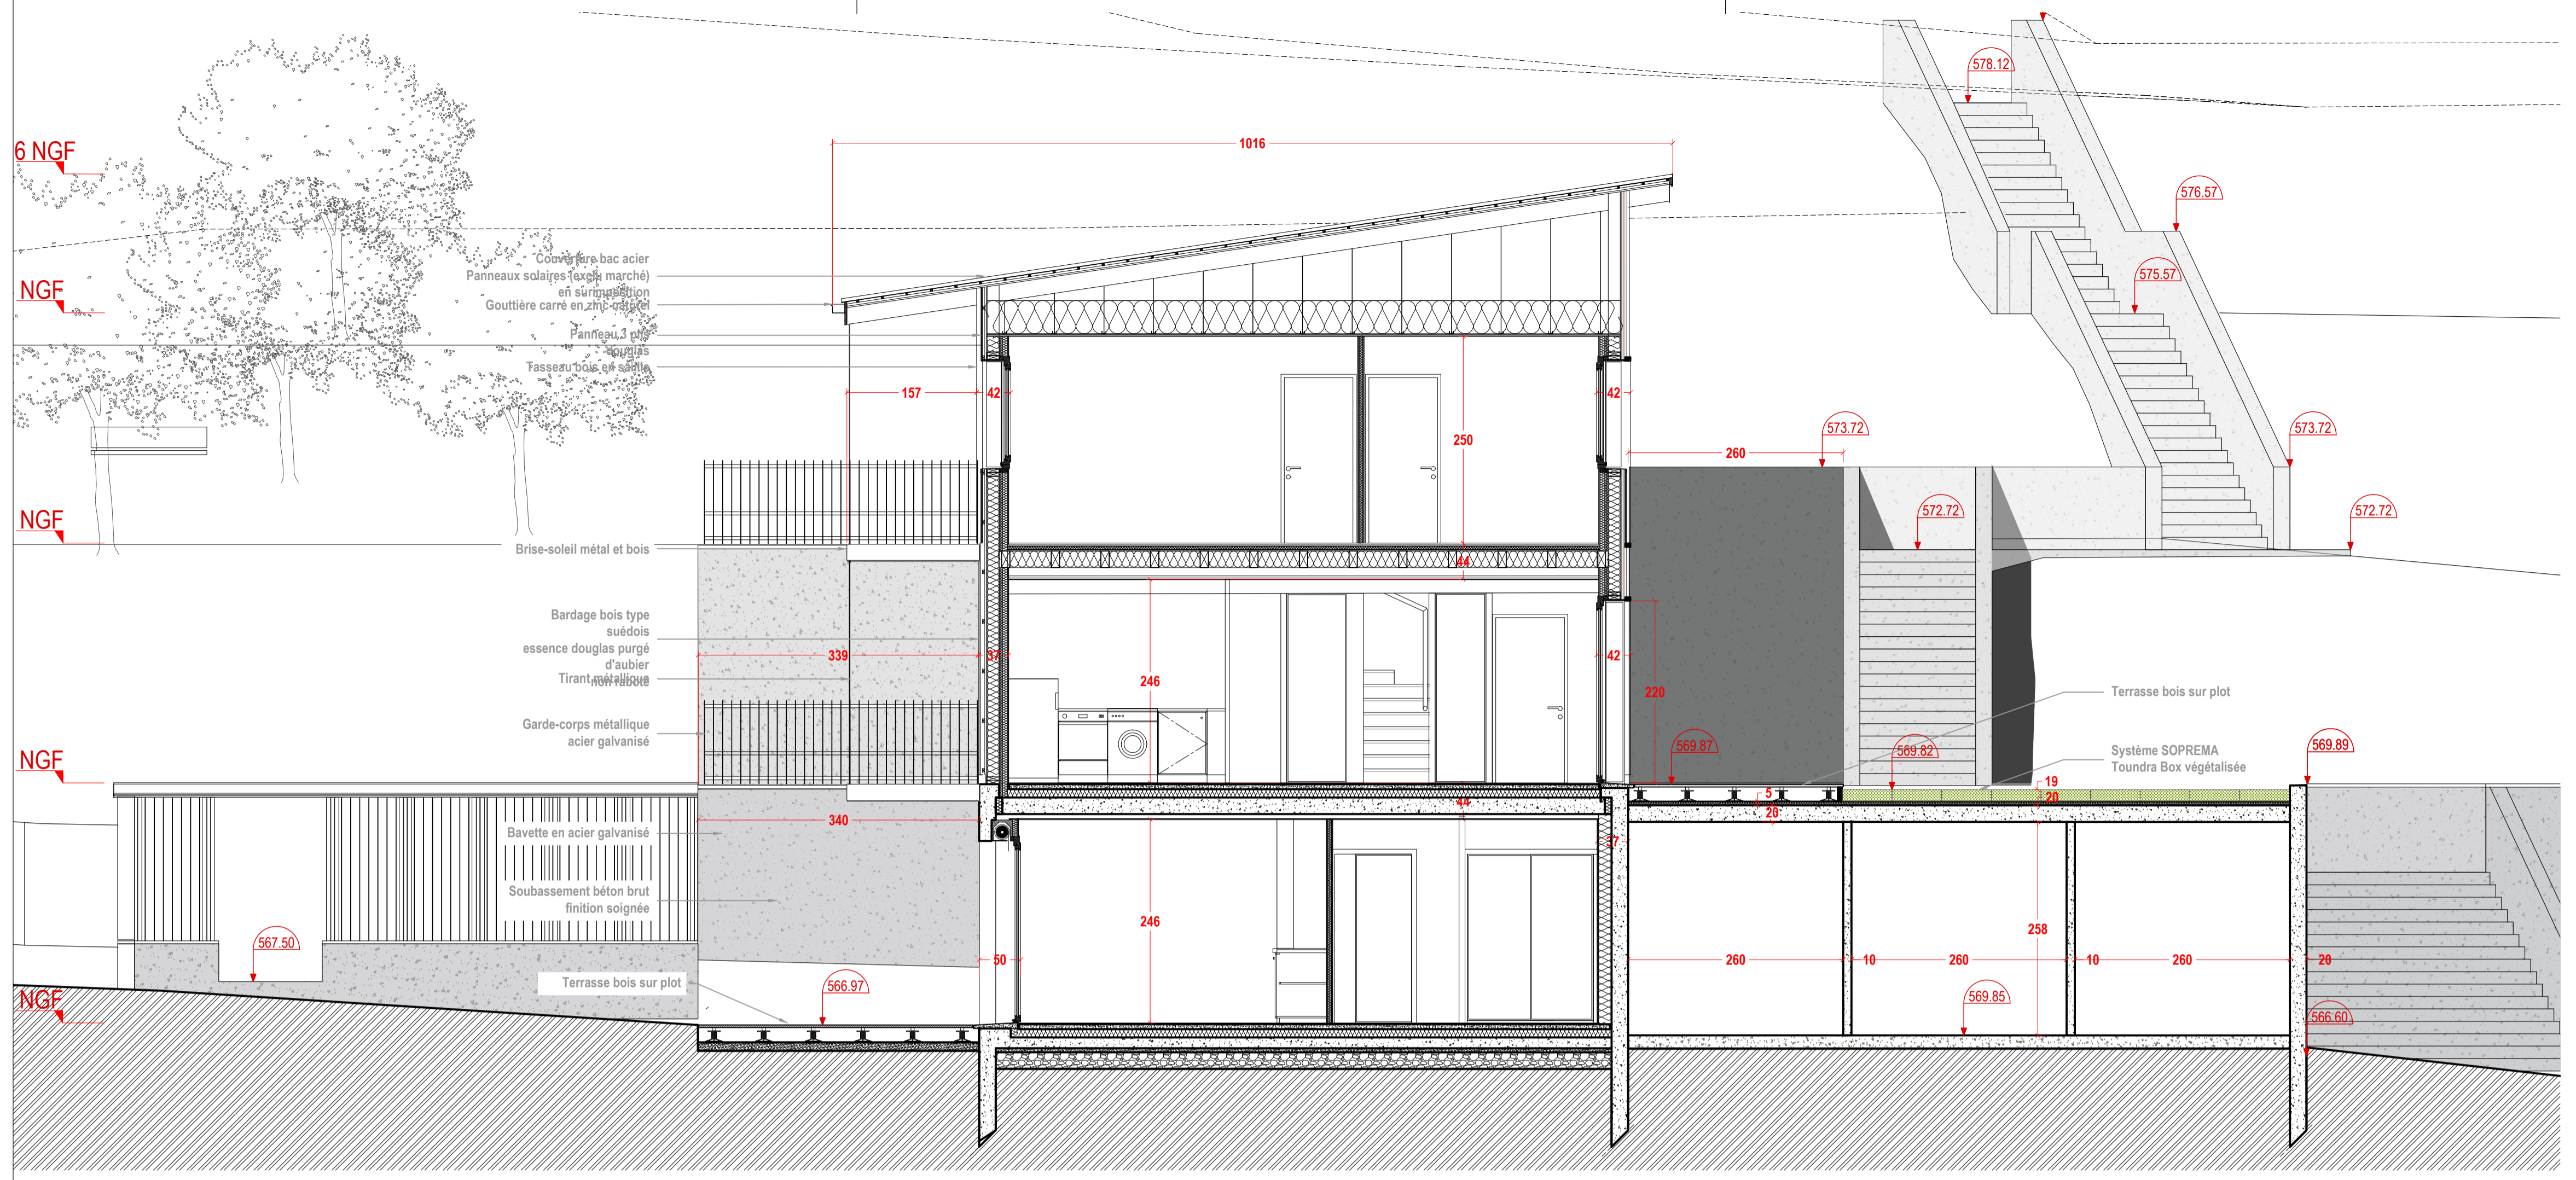 578.12
1016
6 NGF
576.57
Couverture bac acier
Panneaux solaires (exclu marché)
en surimposition
Gouttière carré en zinc naturel
575.57
NGF
Panneau 3 plis
douglas
Tasseau bois en saillie
157
42
42
250
573.72
573.72
260
572.72
572.72
NGF
Brise-soleil métal et bois
44
Bardage bois type
suédois
essence douglas purgé
d'aubier
non raboté
Tirant métallique
339
37
42
246
220
Terrasse bois sur plot
Garde-corps métallique
acier galvanisé
569.87
569.82
569.89
Système SOPREMA
Toundra Box végétalisée
NGF
19
5
20
44
20
340
Bavette en acier galvanisé
37
Soubassement béton brut
finition soignée
246
258
567.50
50
260
10
260
10
260
20
Terrasse bois sur plot
566.97
569.85
NGF
566.60